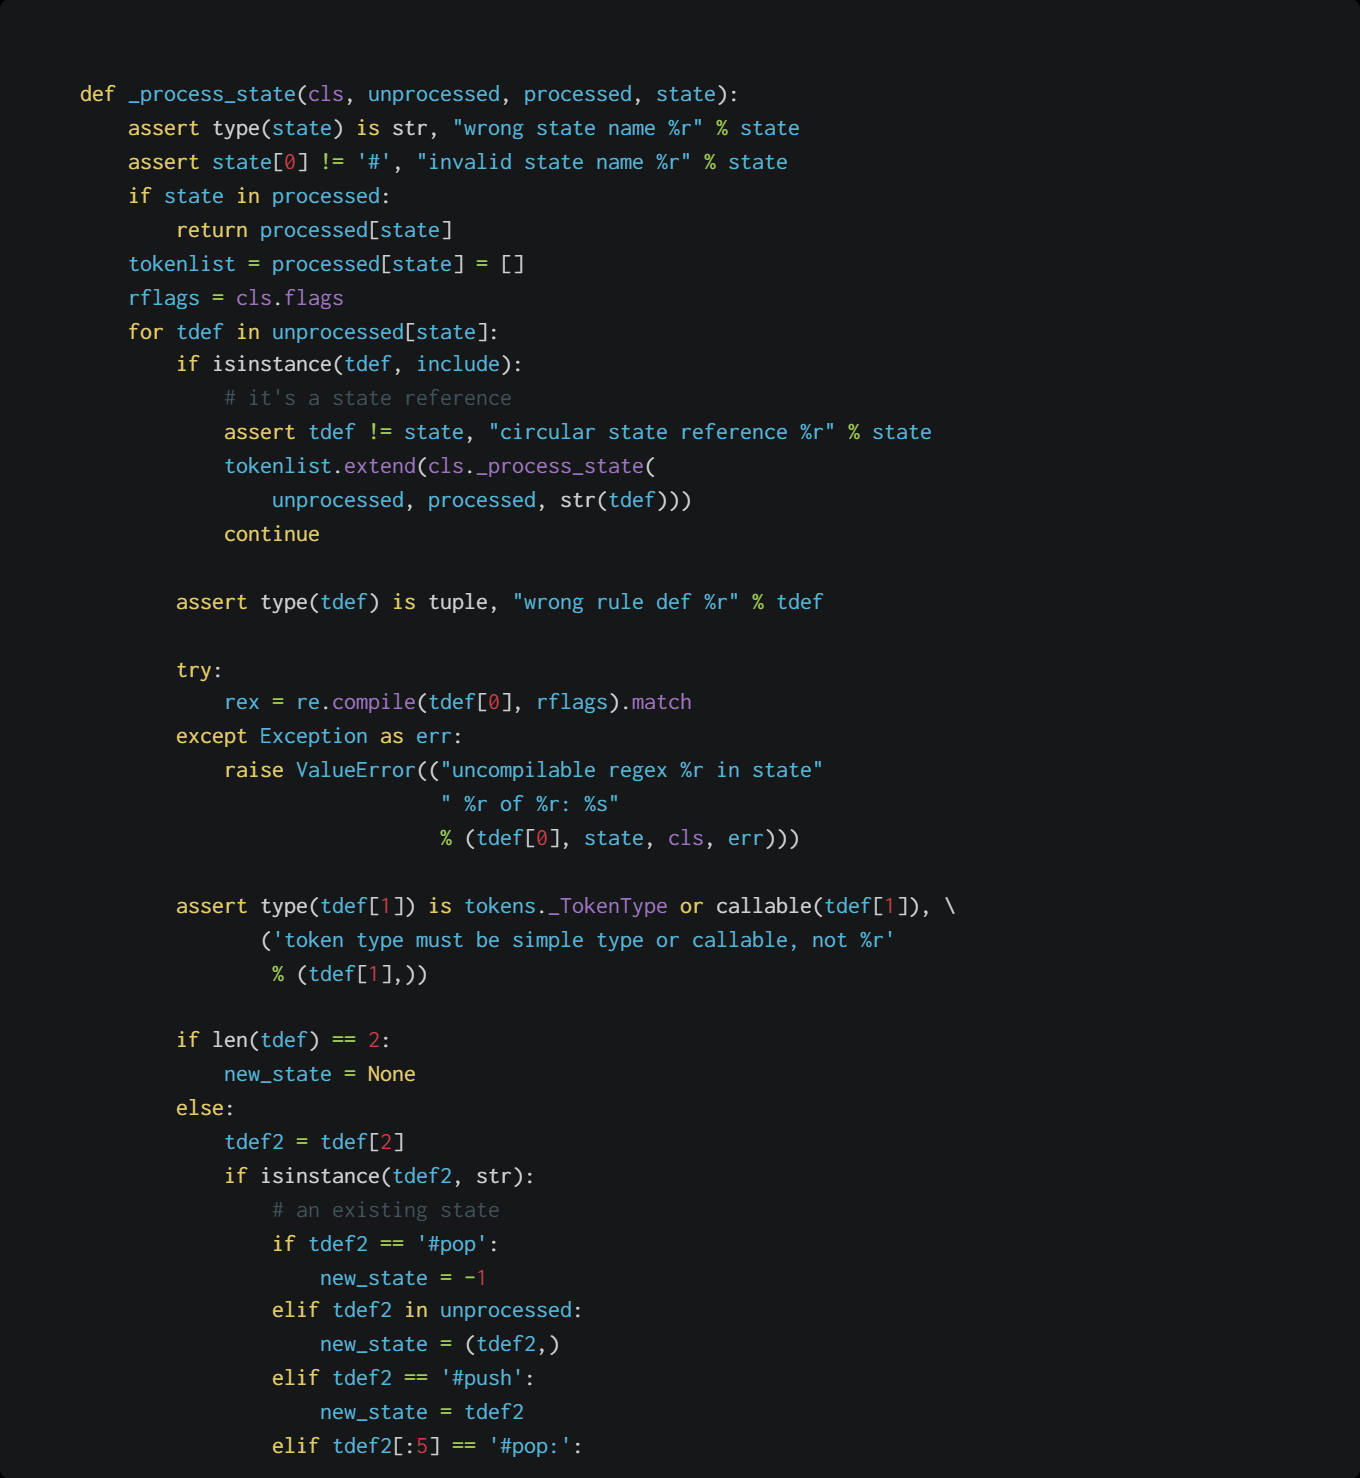 def _process_state(cls, unprocessed, processed, state):
    assert type(state) is str, "wrong state name %r" % state
    assert state[0] != '#', "invalid state name %r" % state
    if state in processed:
        return processed[state]
    tokenlist = processed[state] = []
    rflags = cls.flags
    for tdef in unprocessed[state]:
        if isinstance(tdef, include):
            # it's a state reference
            assert tdef != state, "circular state reference %r" % state
            tokenlist.extend(cls._process_state(
                unprocessed, processed, str(tdef)))
            continue

        assert type(tdef) is tuple, "wrong rule def %r" % tdef

        try:
            rex = re.compile(tdef[0], rflags).match
        except Exception as err:
            raise ValueError(("uncompilable regex %r in state"
                              " %r of %r: %s"
                              % (tdef[0], state, cls, err)))

        assert type(tdef[1]) is tokens._TokenType or callable(tdef[1]), \
               ('token type must be simple type or callable, not %r'
                % (tdef[1],))

        if len(tdef) == 2:
            new_state = None
        else:
            tdef2 = tdef[2]
            if isinstance(tdef2, str):
                # an existing state
                if tdef2 == '#pop':
                    new_state = -1
                elif tdef2 in unprocessed:
                    new_state = (tdef2,)
                elif tdef2 == '#push':
                    new_state = tdef2
                elif tdef2[:5] == '#pop:':